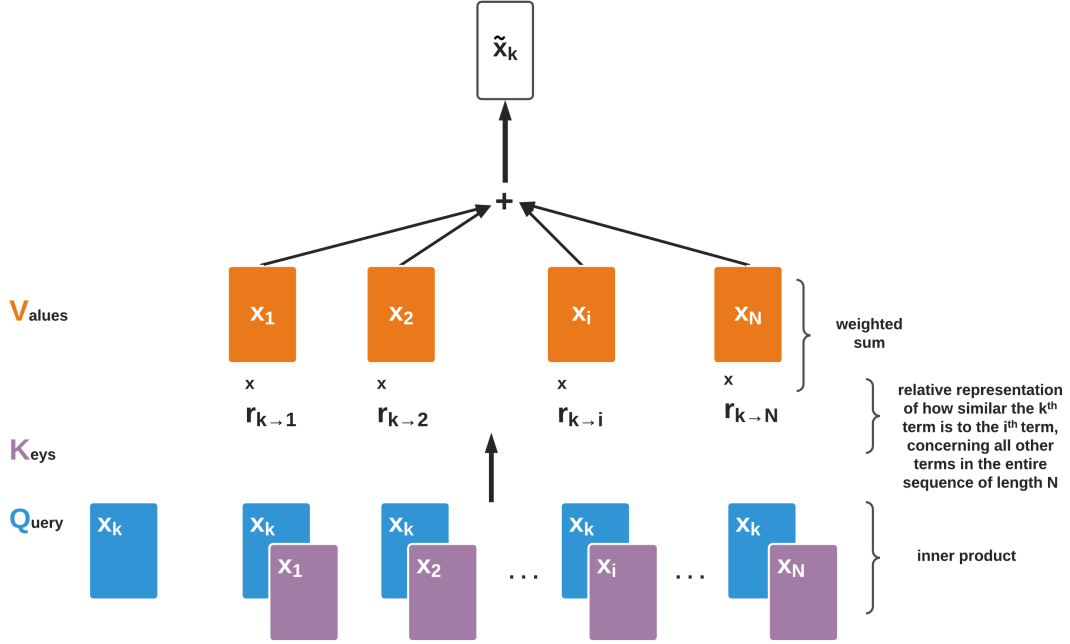 x̃k
+
Values
x1 x2 xi xN
weighted
sum
x x x x
rk→1 rk→2 rk→i rk→N
relative representation
of how similar the kth
term is to the ith term,
concerning all other
terms in the entire
sequence of length N
Keys
Query
xk xk xk xk xk
x1 x2 ... xi ... xN
inner product